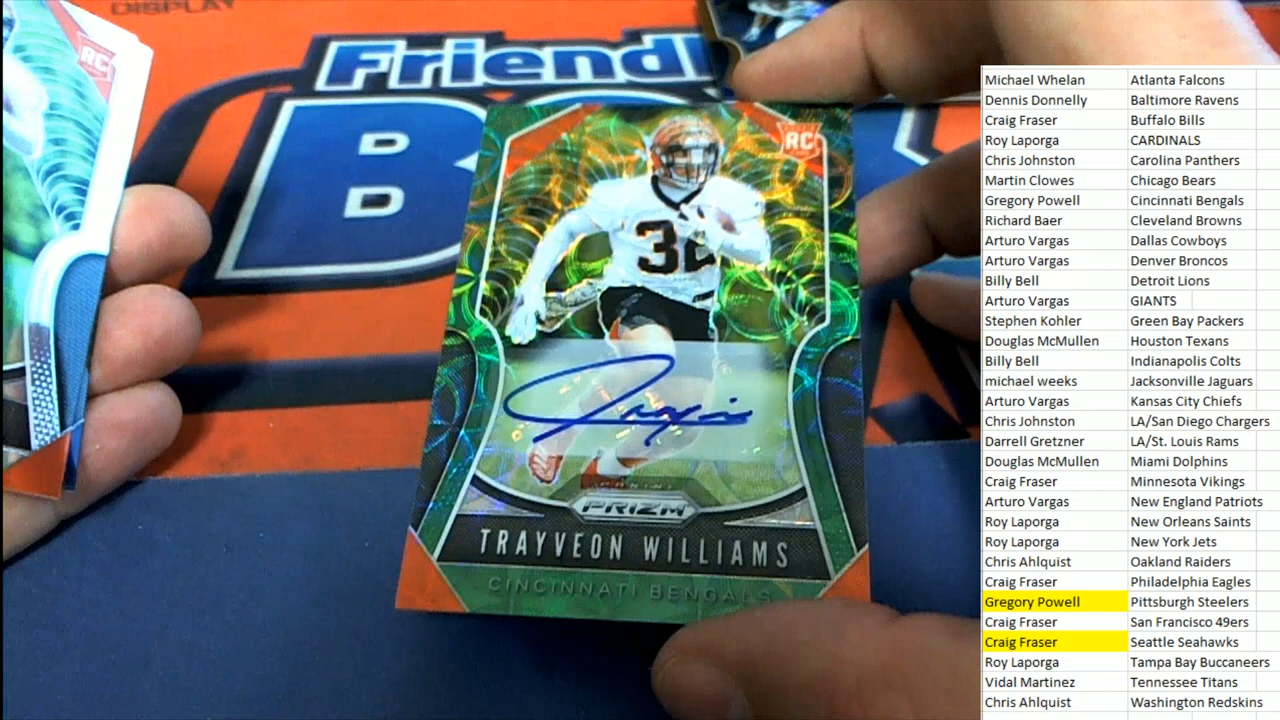 DISPLAY
Friendl
B
RC
RC
32
PANINI
PRIZM
TRAYVEON WILLIAMS
CINCINNATI BENGALS
Michael Whelan Atlanta Falcons
Dennis Donnelly Baltimore Ravens
Craig Fraser Buffalo Bills
Roy Laporga CARDINALS
Chris Johnston Carolina Panthers
Martin Clowes Chicago Bears
Gregory Powell Cincinnati Bengals
Richard Baer Cleveland Browns
Arturo Vargas Dallas Cowboys
Arturo Vargas Denver Broncos
Billy Bell Detroit Lions
Arturo Vargas GIANTS
Stephen Kohler Green Bay Packers
Douglas McMullen Houston Texans
Billy Bell Indianapolis Colts
michael weeks Jacksonville Jaguars
Arturo Vargas Kansas City Chiefs
Chris Johnston LA/San Diego Chargers
Darrell Gretzner LA/St. Louis Rams
Douglas McMullen Miami Dolphins
Craig Fraser Minnesota Vikings
Arturo Vargas New England Patriots
Roy Laporga New Orleans Saints
Roy Laporga New York Jets
Chris Ahlquist Oakland Raiders
Craig Fraser Philadelphia Eagles
Gregory Powell Pittsburgh Steelers
Craig Fraser San Francisco 49ers
Craig Fraser Seattle Seahawks
Roy Laporga Tampa Bay Buccaneers
Vidal Martinez Tennessee Titans
Chris Ahlquist Washington Redskins